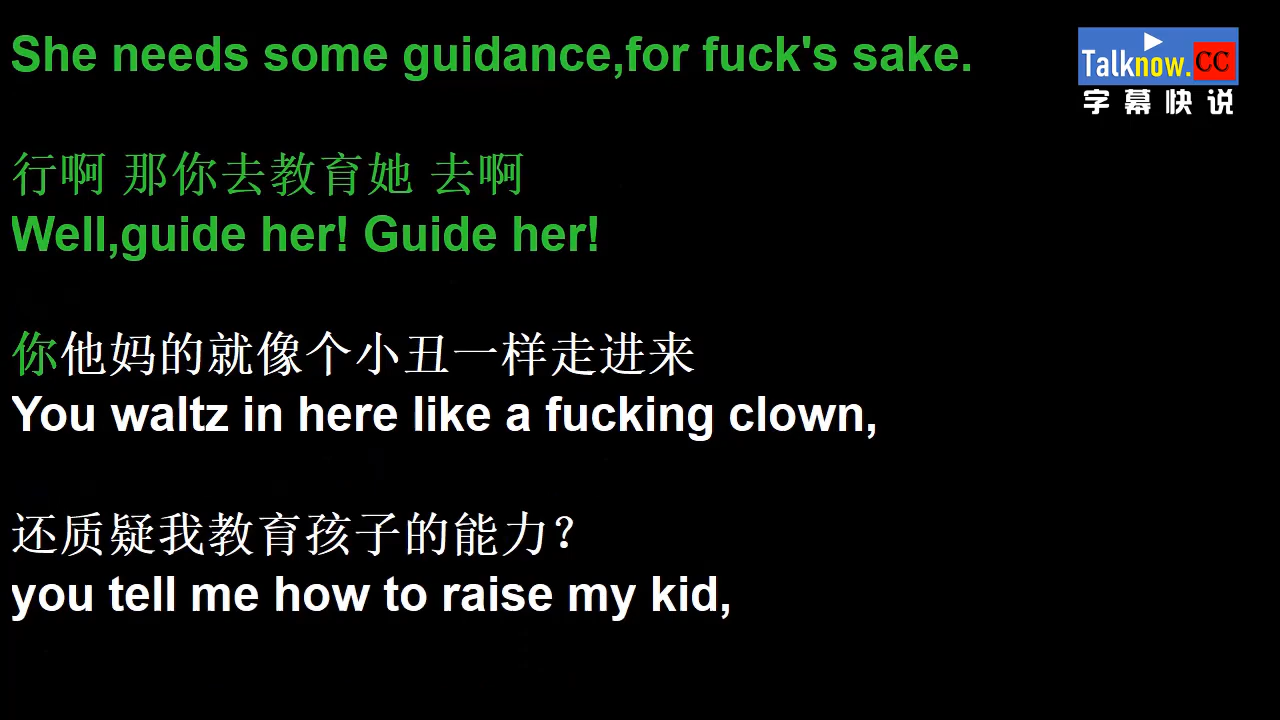 She needs some guidance,for fuck's sake.
Talknow.CC
字幕快说
行啊 那你去教育她 去啊
Well,guide her! Guide her!
你他妈的就像个小丑一样走进来
You waltz in here like a fucking clown,
还质疑我教育孩子的能力?
you tell me how to raise my kid,